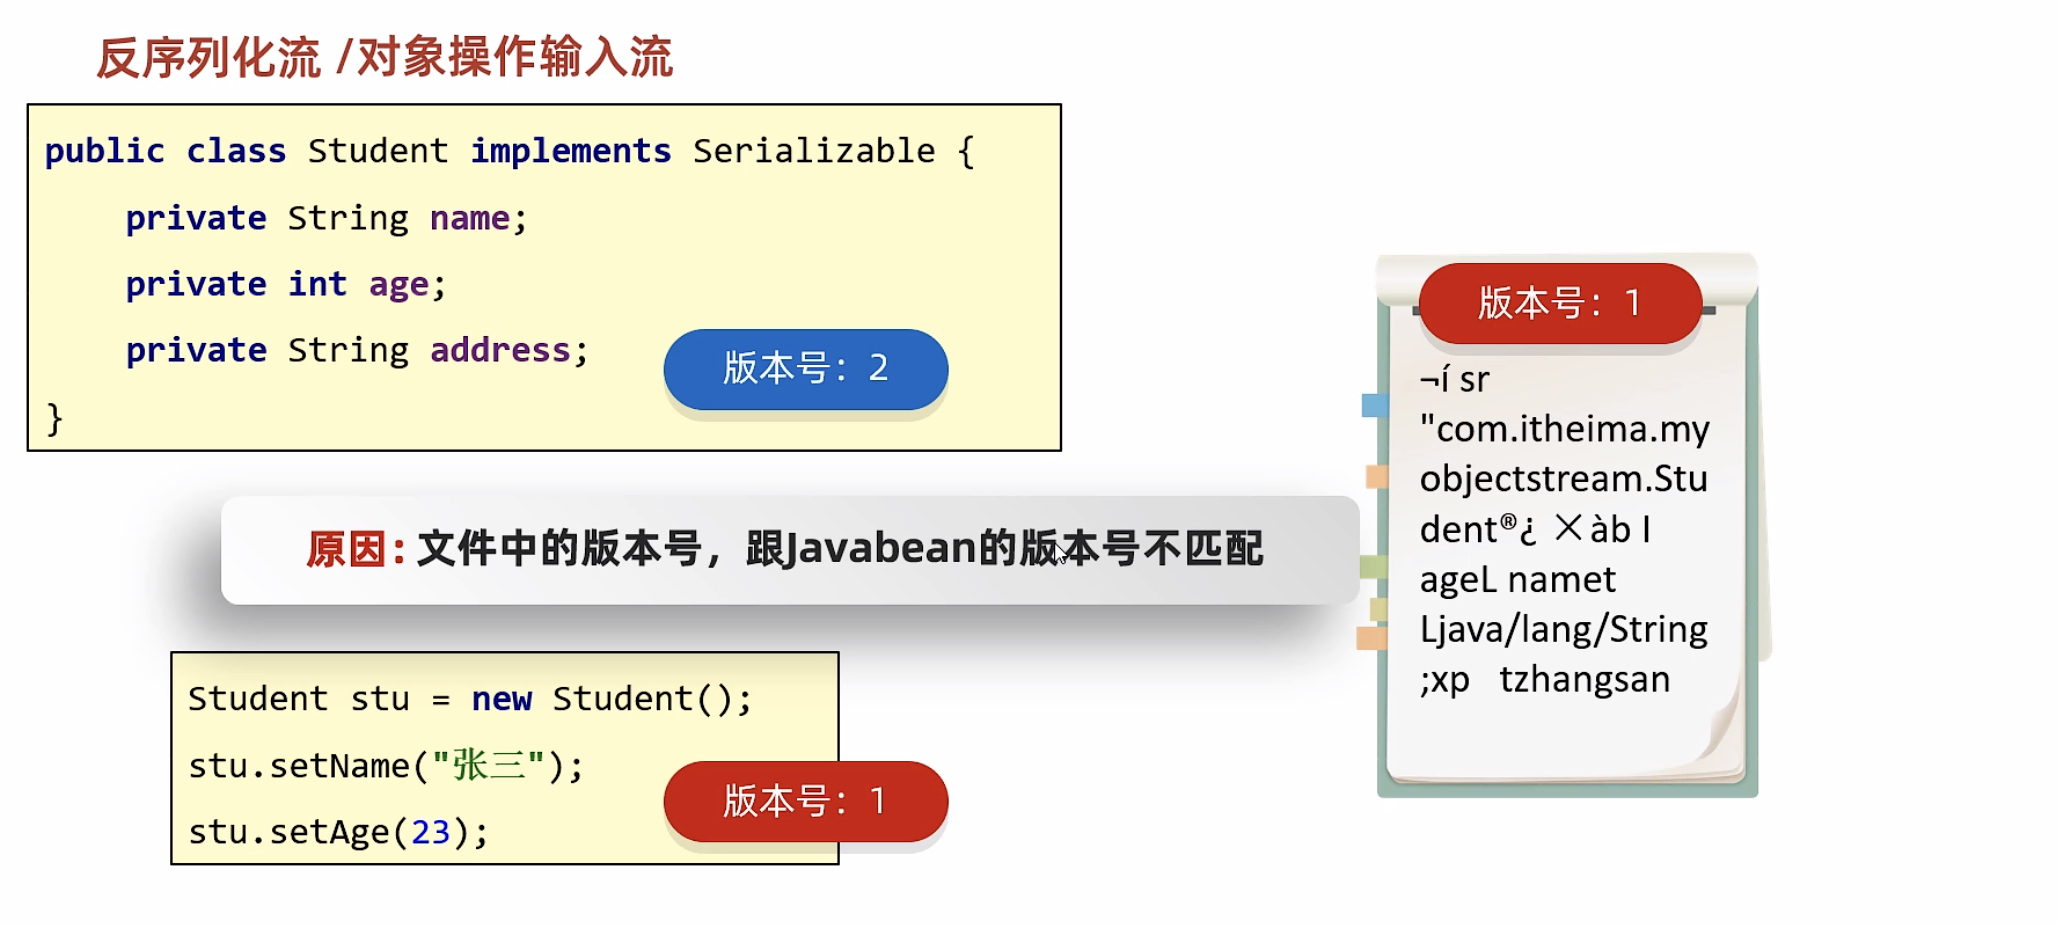 反序列化流 /对象操作输入流
public class Student implements Serializable {
private String name;
private int age;
private String address;
版本号：2
}
原因：文件中的版本号，跟Javabean的版本号不匹配
Student stu = new Student();
stu.setName("张三");
stu.setAge(23);
版本号：1
版本号：1
¬í sr
"com.itheima.my
objectstream.Stu
dent®¿ ×àb I
ageL namet
Ljava/lang/String
;xp tzhangsan